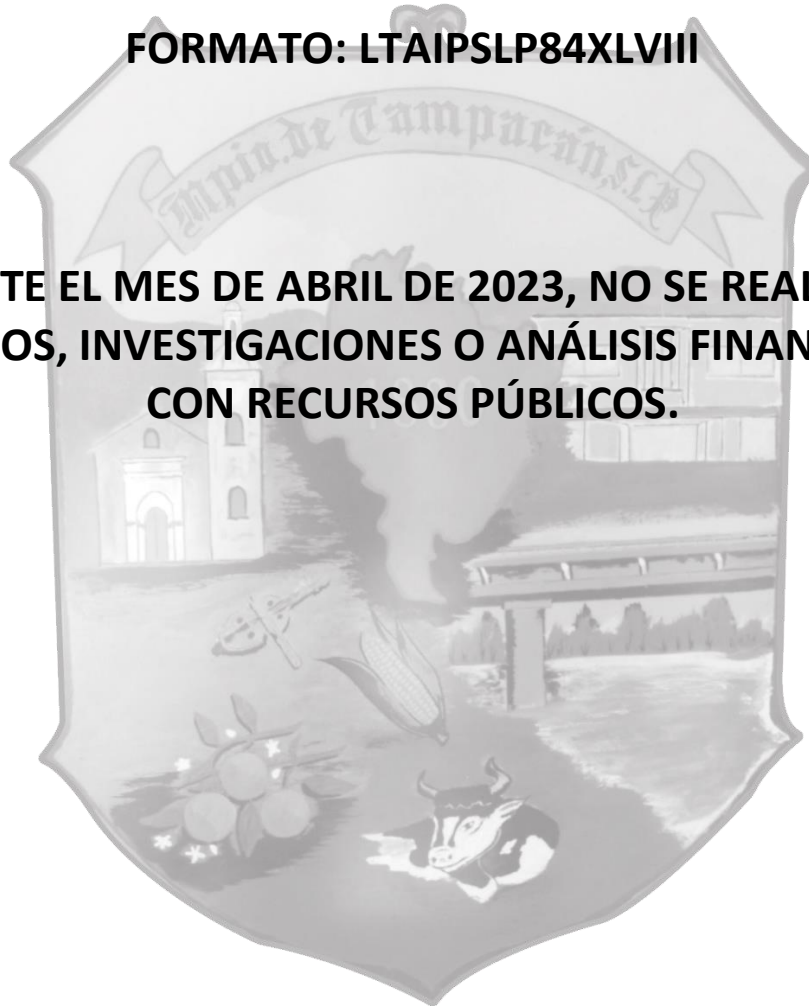 FORMATO: LTAIPSLP84XLVIII
Mpio. de Tampacán, S.L.P.
TE EL MES DE ABRIL DE 2023, NO SE REAL
OS, INVESTIGACIONES O ANÁLISIS FINAN
CON RECURSOS PÚBLICOS.